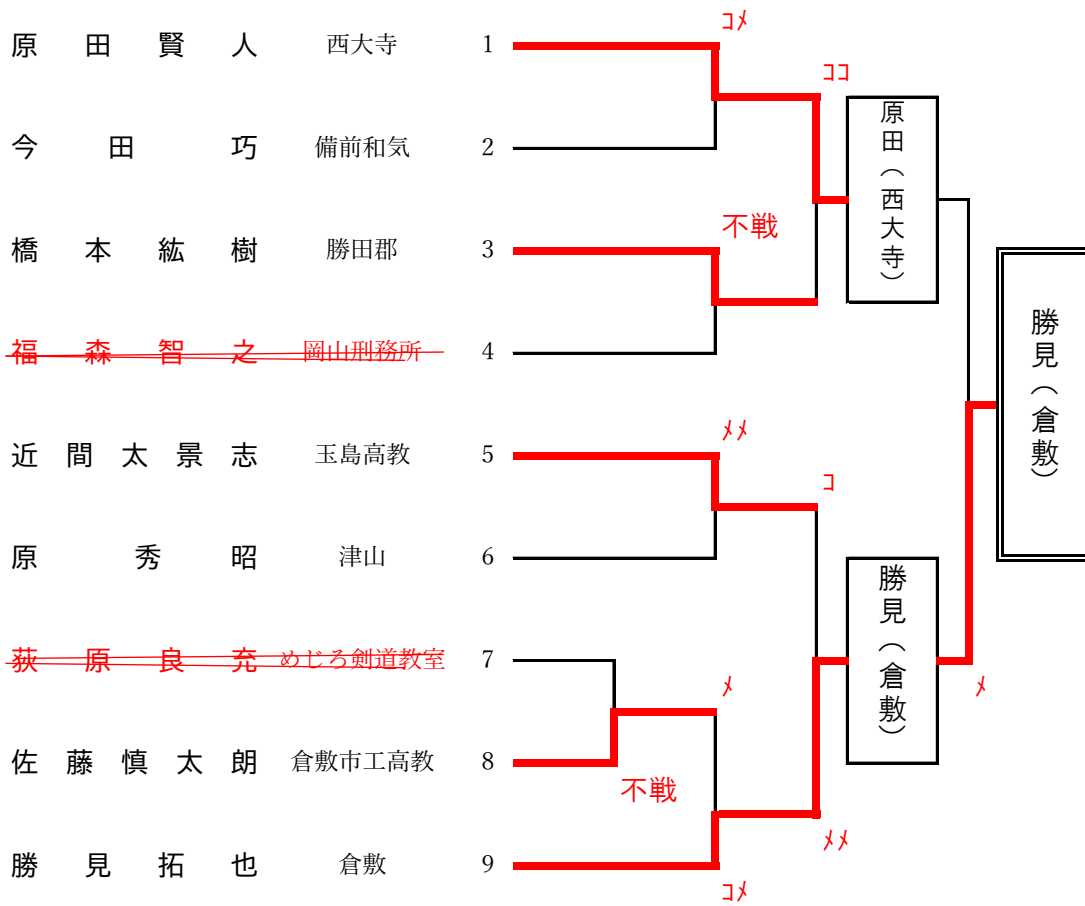 原田賢人 西大寺 1
今田巧 備前和気 2
橋本紘樹 勝田郡 3
福森智之 岡山刑務所 4
近間太景志 玉島高教 5
原秀昭 津山 6
荻原良充 めじろ剣道教室 7
佐藤慎太朗 倉敷市工高教 8
勝見拓也 倉敷 9
コメ
ココ
不戦
メメ
コ
メ
不戦
メメ
コメ
原田(西大寺)
勝見(倉敷)
メ
勝見(倉敷)